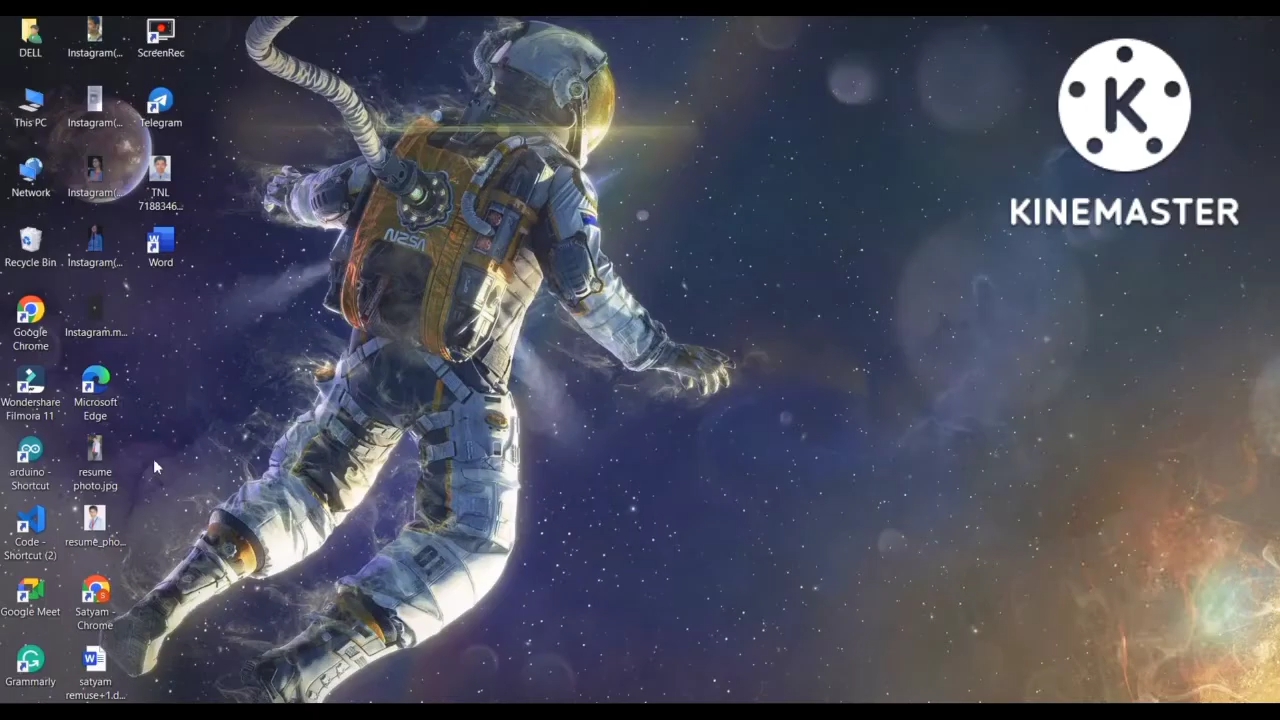 DELL
Instagram(...
ScreenRec
This PC
Instagram(...
Telegram
Network
Instagram(...
TNL
7188346...
Recycle Bin
Instagram(...
Word
Google
Chrome
Instagram.m...
Wondershare
Filmora 11
Microsoft
Edge
arduino -
Shortcut
resume
photo.jpg
Code -
Shortcut (2)
resume_pho...
Google Meet
Satyam -
Chrome
Grammarly
satyam
remuse+1.d...
NASA
K
KINEMASTER